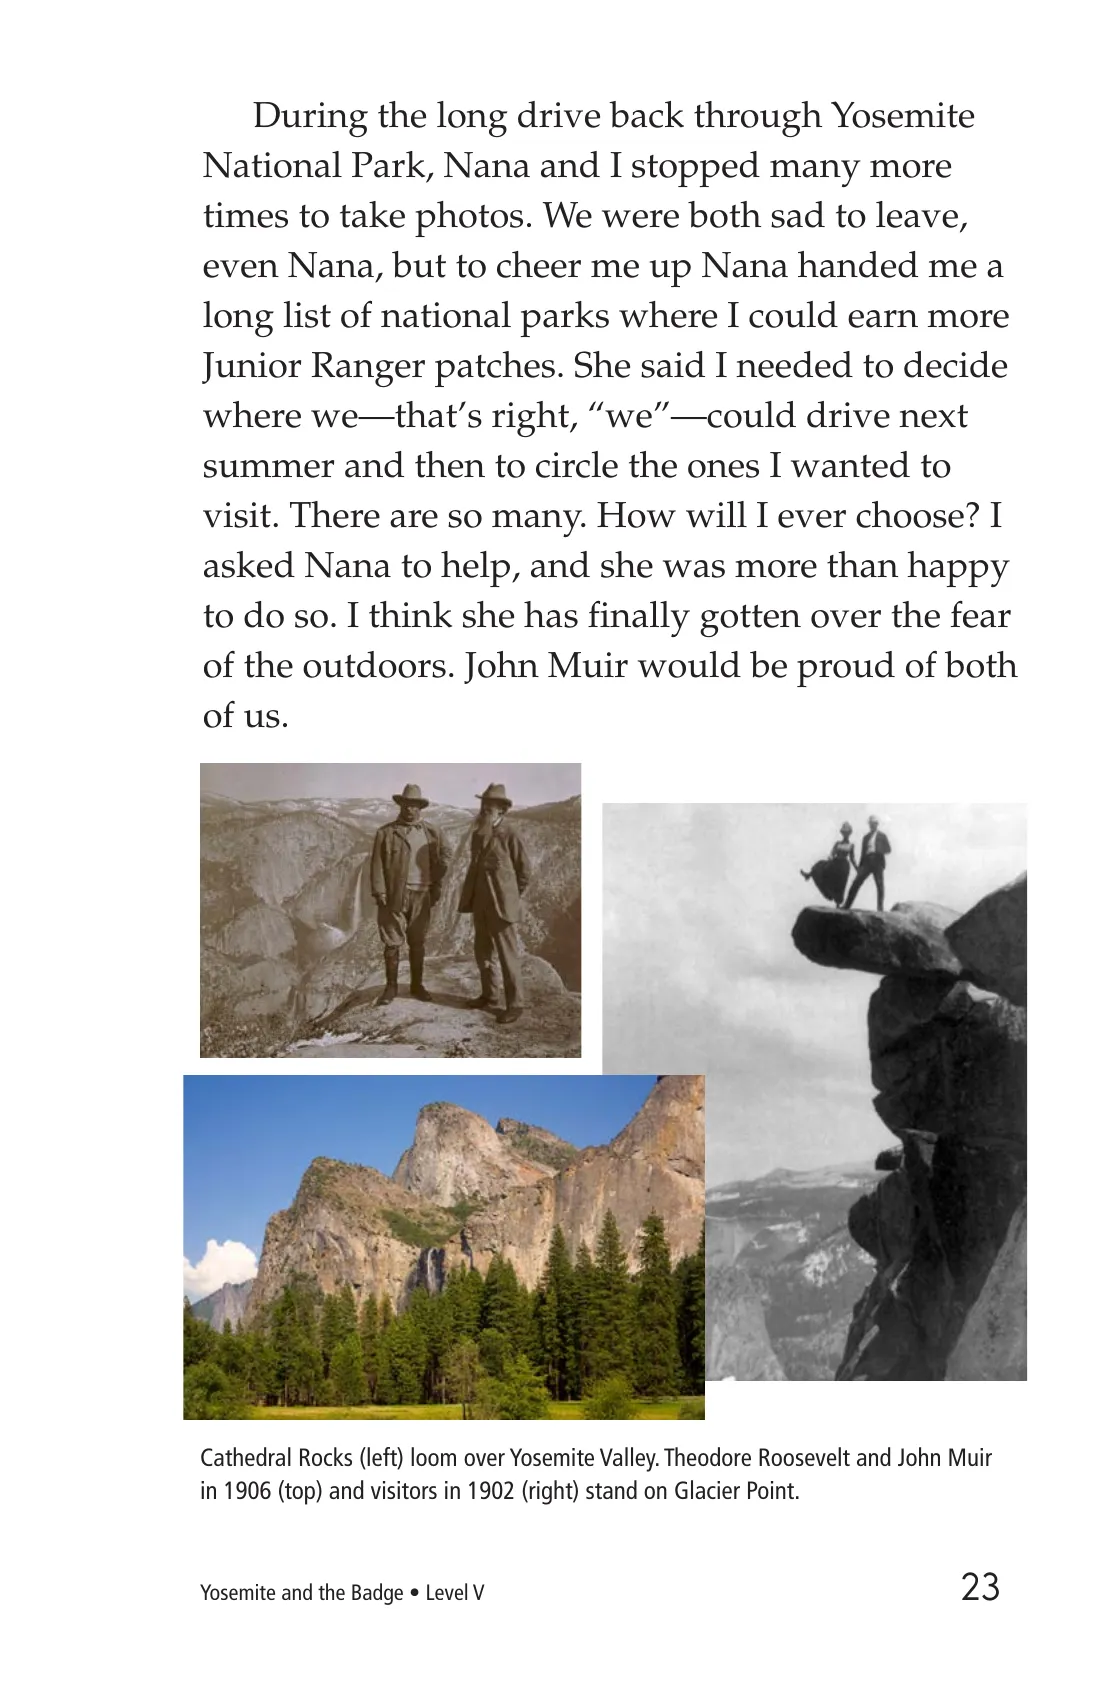 During the long drive back through Yosemite
National Park, Nana and I stopped many more
times to take photos. We were both sad to leave,
even Nana, but to cheer me up Nana handed me a
long list of national parks where I could earn more
Junior Ranger patches. She said I needed to decide
where we—that’s right, “we”—could drive next
summer and then to circle the ones I wanted to
visit. There are so many. How will I ever choose? I
asked Nana to help, and she was more than happy
to do so. I think she has finally gotten over the fear
of the outdoors. John Muir would be proud of both
of us.
Cathedral Rocks (left) loom over Yosemite Valley. Theodore Roosevelt and John Muir
in 1906 (top) and visitors in 1902 (right) stand on Glacier Point.
Yosemite and the Badge • Level V
23